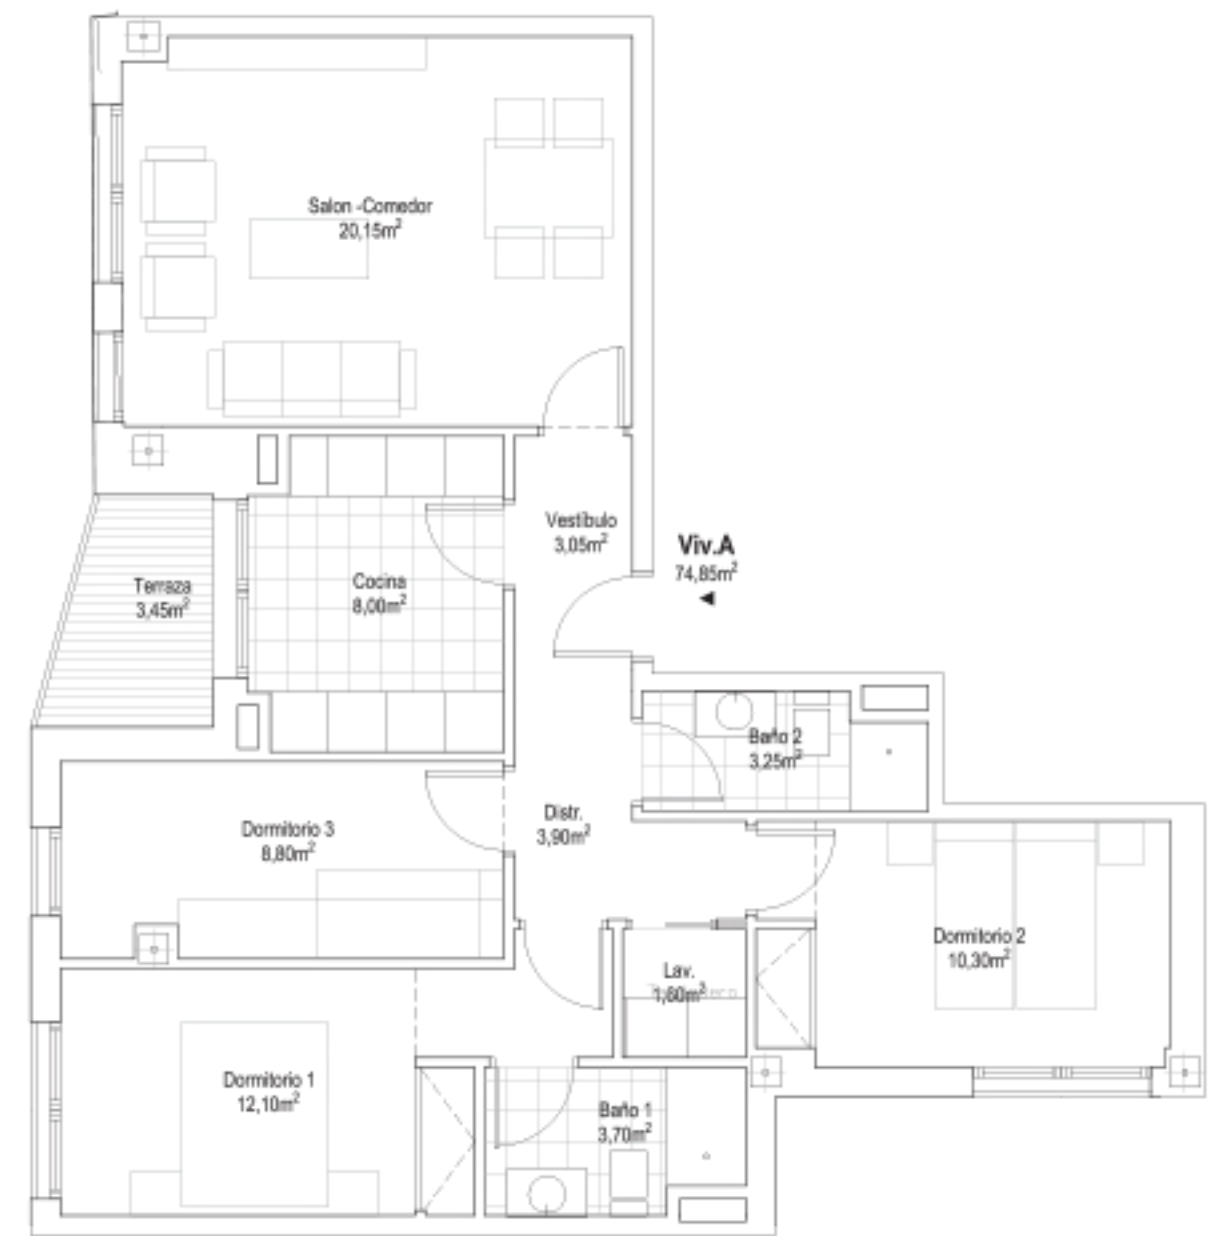 Salon -Comedor
20,15m²
Vestíbulo
3,05m²
Viv.A
74,85m²
Terraza
3,45m²
Cocina
8,00m²
Baño 2
3,25m²
Distr.
3,90m²
Dormitorio 3
8,80m²
Dormitorio 2
10,30m²
Lav.
1,60m²
Dormitorio 1
12,10m²
Baño 1
3,70m²